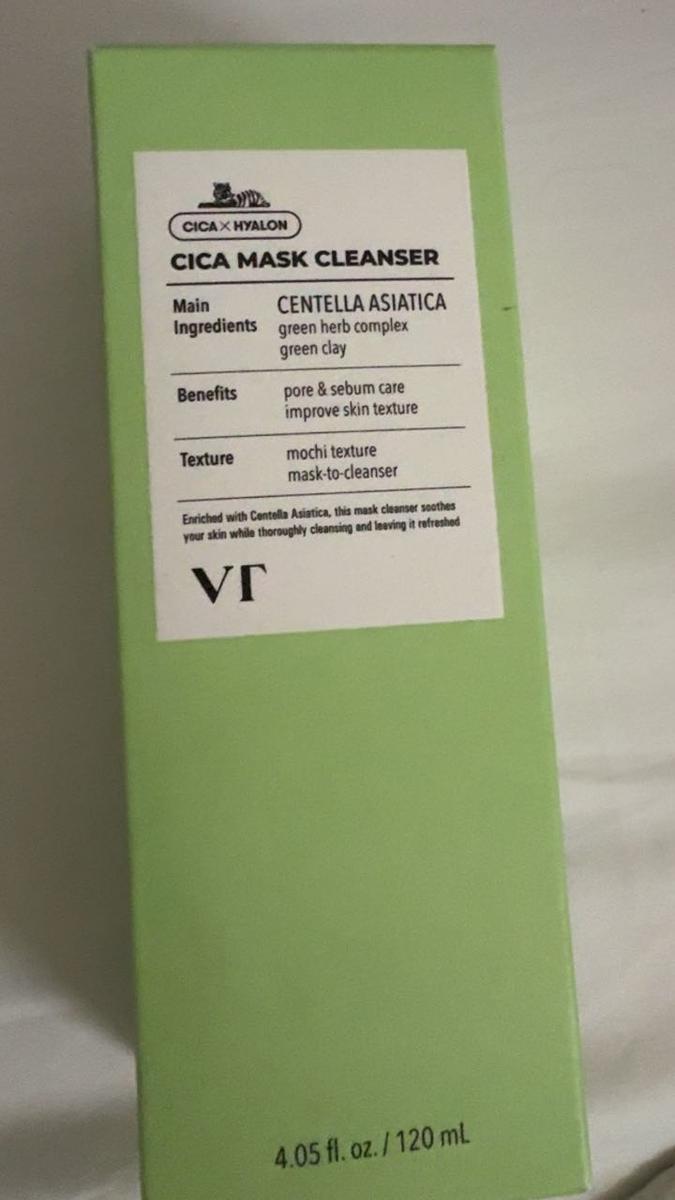 CICA X HYALON
CICA MASK CLEANSER
Main Ingredients
CENTELLA ASIATICA
green herb complex
green clay
Benefits
pore & sebum care
improve skin texture
Texture
mochi texture
mask-to-cleanser
Enriched with Centella Asiatica, this mask cleanser soothes
your skin while thoroughly cleansing and leaving it refreshed
VT
4.05 fl. oz. / 120 mL